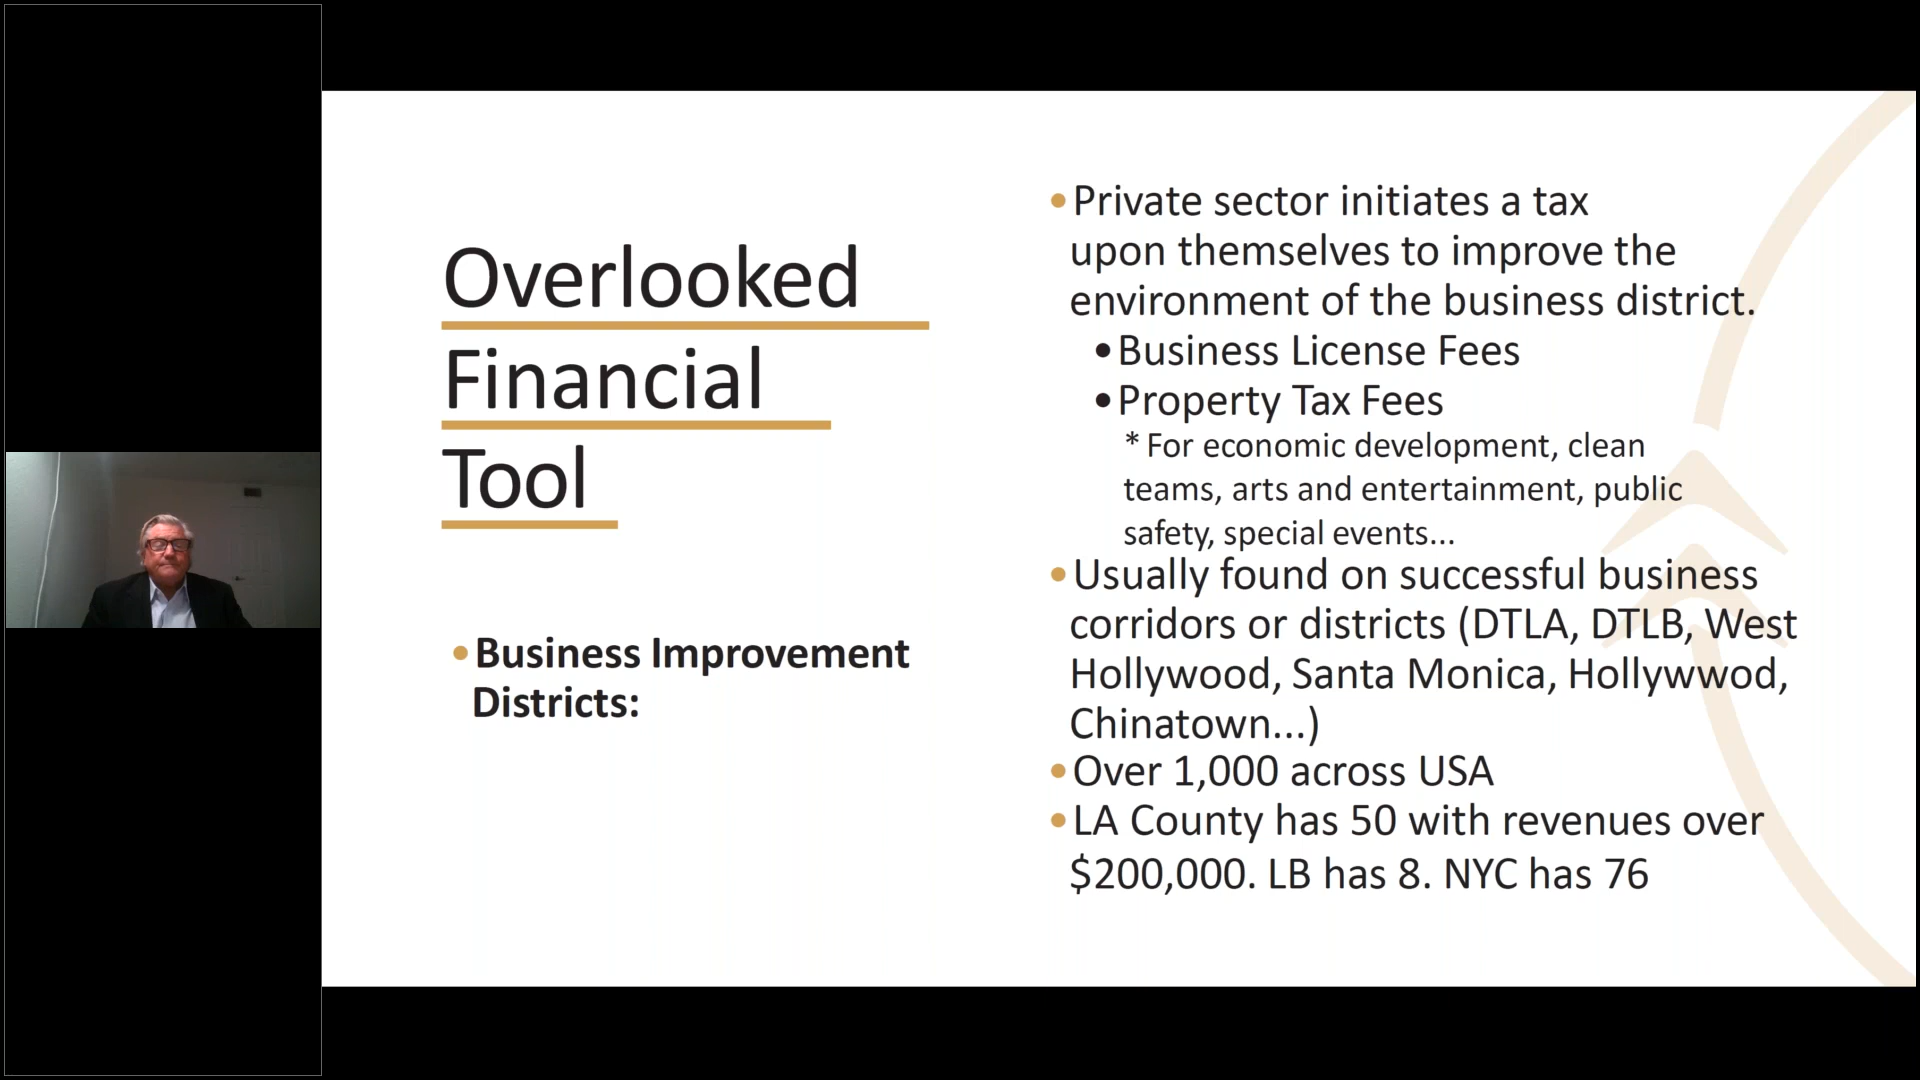 Overlooked
Financial
Tool
•Business Improvement
Districts:
•Private sector initiates a tax
upon themselves to improve the
environment of the business district.
•Business License Fees
•Property Tax Fees
* For economic development, clean
teams, arts and entertainment, public
safety, special events...
•Usually found on successful business
corridors or districts (DTLA, DTLB, West
Hollywood, Santa Monica, Hollywwod,
Chinatown...)
•Over 1,000 across USA
•LA County has 50 with revenues over
$200,000. LB has 8. NYC has 76